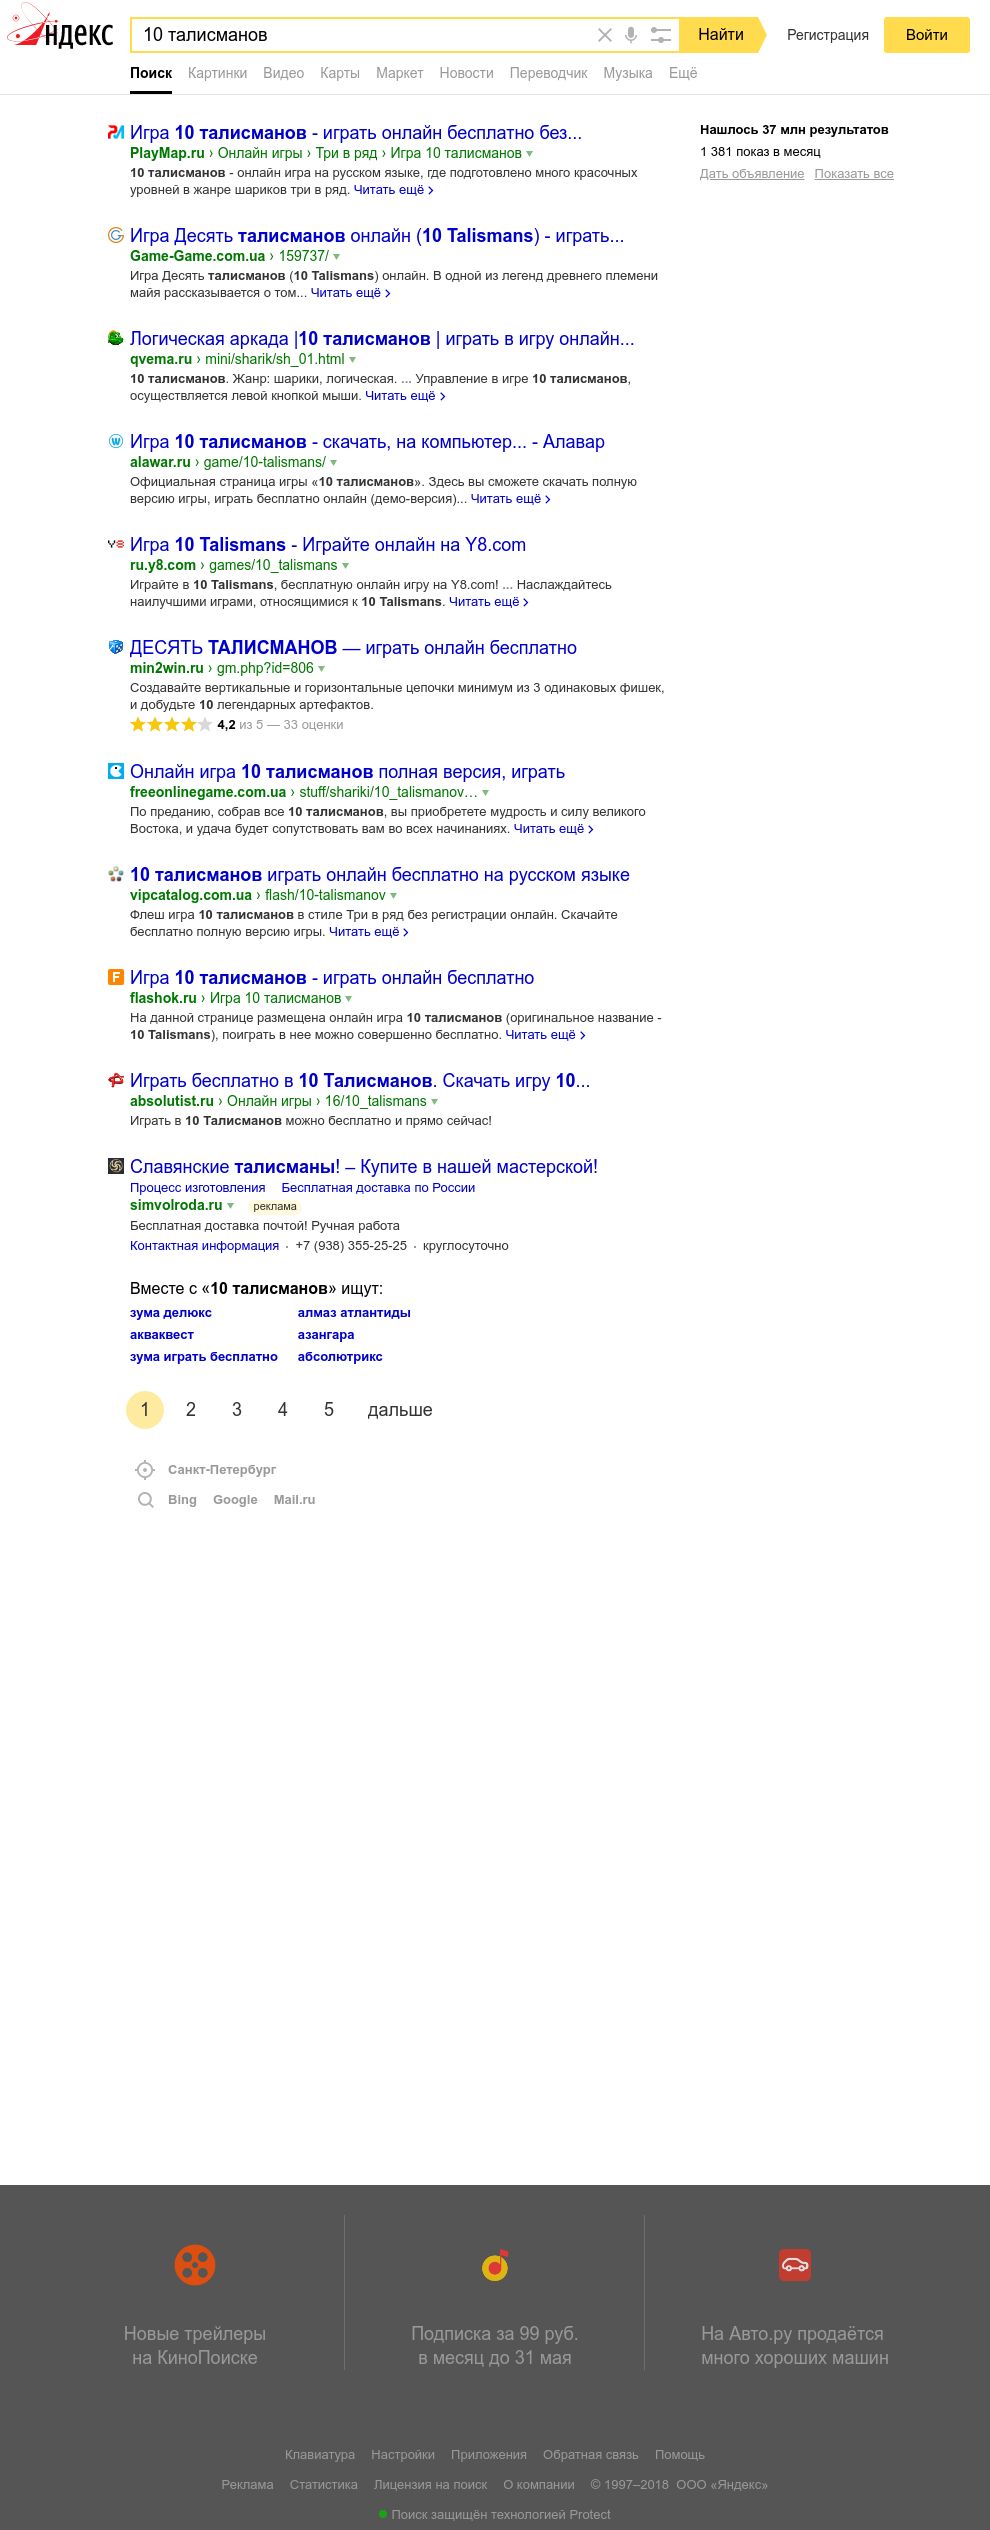 Яндекс
10 талисманов
Найти
Регистрация
Войти
Поиск Картинки Видео Карты Маркет Новости Переводчик Музыка Ещё
Игра 10 талисманов - играть онлайн бесплатно без...
PlayMap.ru › Онлайн игры › Три в ряд › Игра 10 талисманов
10 талисманов - онлайн игра на русском языке, где подготовлено много красочных
уровней в жанре шариков три в ряд. Читать ещё ›
Нашлось 37 млн результатов
1 381 показ в месяц
Дать объявление Показать все
Игра Десять талисманов онлайн (10 Talismans) - играть...
Game-Game.com.ua › 159737/
Игра Десять талисманов (10 Talismans) онлайн. В одной из легенд древнего племени
майя рассказывается о том... Читать ещё ›
Логическая аркада |10 талисманов | играть в игру онлайн...
qvema.ru › mini/sharik/sh_01.html
10 талисманов. Жанр: шарики, логическая. ... Управление в игре 10 талисманов,
осуществляется левой кнопкой мыши. Читать ещё ›
Игра 10 талисманов - скачать, на компьютер... - Алавар
alawar.ru › game/10-talismans/
Официальная страница игры «10 талисманов». Здесь вы сможете скачать полную
версию игры, играть бесплатно онлайн (демо-версия)... Читать ещё ›
Игра 10 Talismans - Играйте онлайн на Y8.com
ru.y8.com › games/10_talismans
Играйте в 10 Talismans, бесплатную онлайн игру на Y8.com! ... Наслаждайтесь
наилучшими играми, относящимися к 10 Talismans. Читать ещё ›
ДЕСЯТЬ ТАЛИСМАНОВ — играть онлайн бесплатно
min2win.ru › gm.php?id=806
Создавайте вертикальные и горизонтальные цепочки минимум из 3 одинаковых фишек,
и добудьте 10 легендарных артефактов.
4,2 из 5 — 33 оценки
Онлайн игра 10 талисманов полная версия, играть
freeonlinegame.com.ua › stuff/shariki/10_talismanov…
По преданию, собрав все 10 талисманов, вы приобретете мудрость и силу великого
Востока, и удача будет сопутствовать вам во всех начинаниях. Читать ещё ›
10 талисманов играть онлайн бесплатно на русском языке
vipcatalog.com.ua › flash/10-talismanov
Флеш игра 10 талисманов в стиле Три в ряд без регистрации онлайн. Скачайте
бесплатно полную версию игры. Читать ещё ›
Игра 10 талисманов - играть онлайн бесплатно
flashok.ru › Игра 10 талисманов
На данной странице размещена онлайн игра 10 талисманов (оригинальное название -
10 Talismans), поиграть в нее можно совершенно бесплатно. Читать ещё ›
Играть бесплатно в 10 Талисманов. Скачать игру 10...
absolutist.ru › Онлайн игры › 16/10_talismans
Играть в 10 Талисманов можно бесплатно и прямо сейчас!
Славянские талисманы! – Купите в нашей мастерской!
Процесс изготовления Бесплатная доставка по России
simvolroda.ru реклама
Бесплатная доставка почтой! Ручная работа
Контактная информация · +7 (938) 355-25-25 · круглосуточно
Вместе с «10 талисманов» ищут:
зума делюкс алмаз атлантиды
акваквест азангара
зума играть бесплатно абсолютрикс
1 2 3 4 5 дальше
Санкт-Петербург
Bing Google Mail.ru
Новые трейлеры
на КиноПоиске
Подписка за 99 руб.
в месяц до 31 мая
На Авто.ру продаётся
много хороших машин
Клавиатура Настройки Приложения Обратная связь Помощь
Реклама Статистика Лицензия на поиск О компании © 1997–2018 ООО «Яндекс»
Поиск защищён технологией Protect